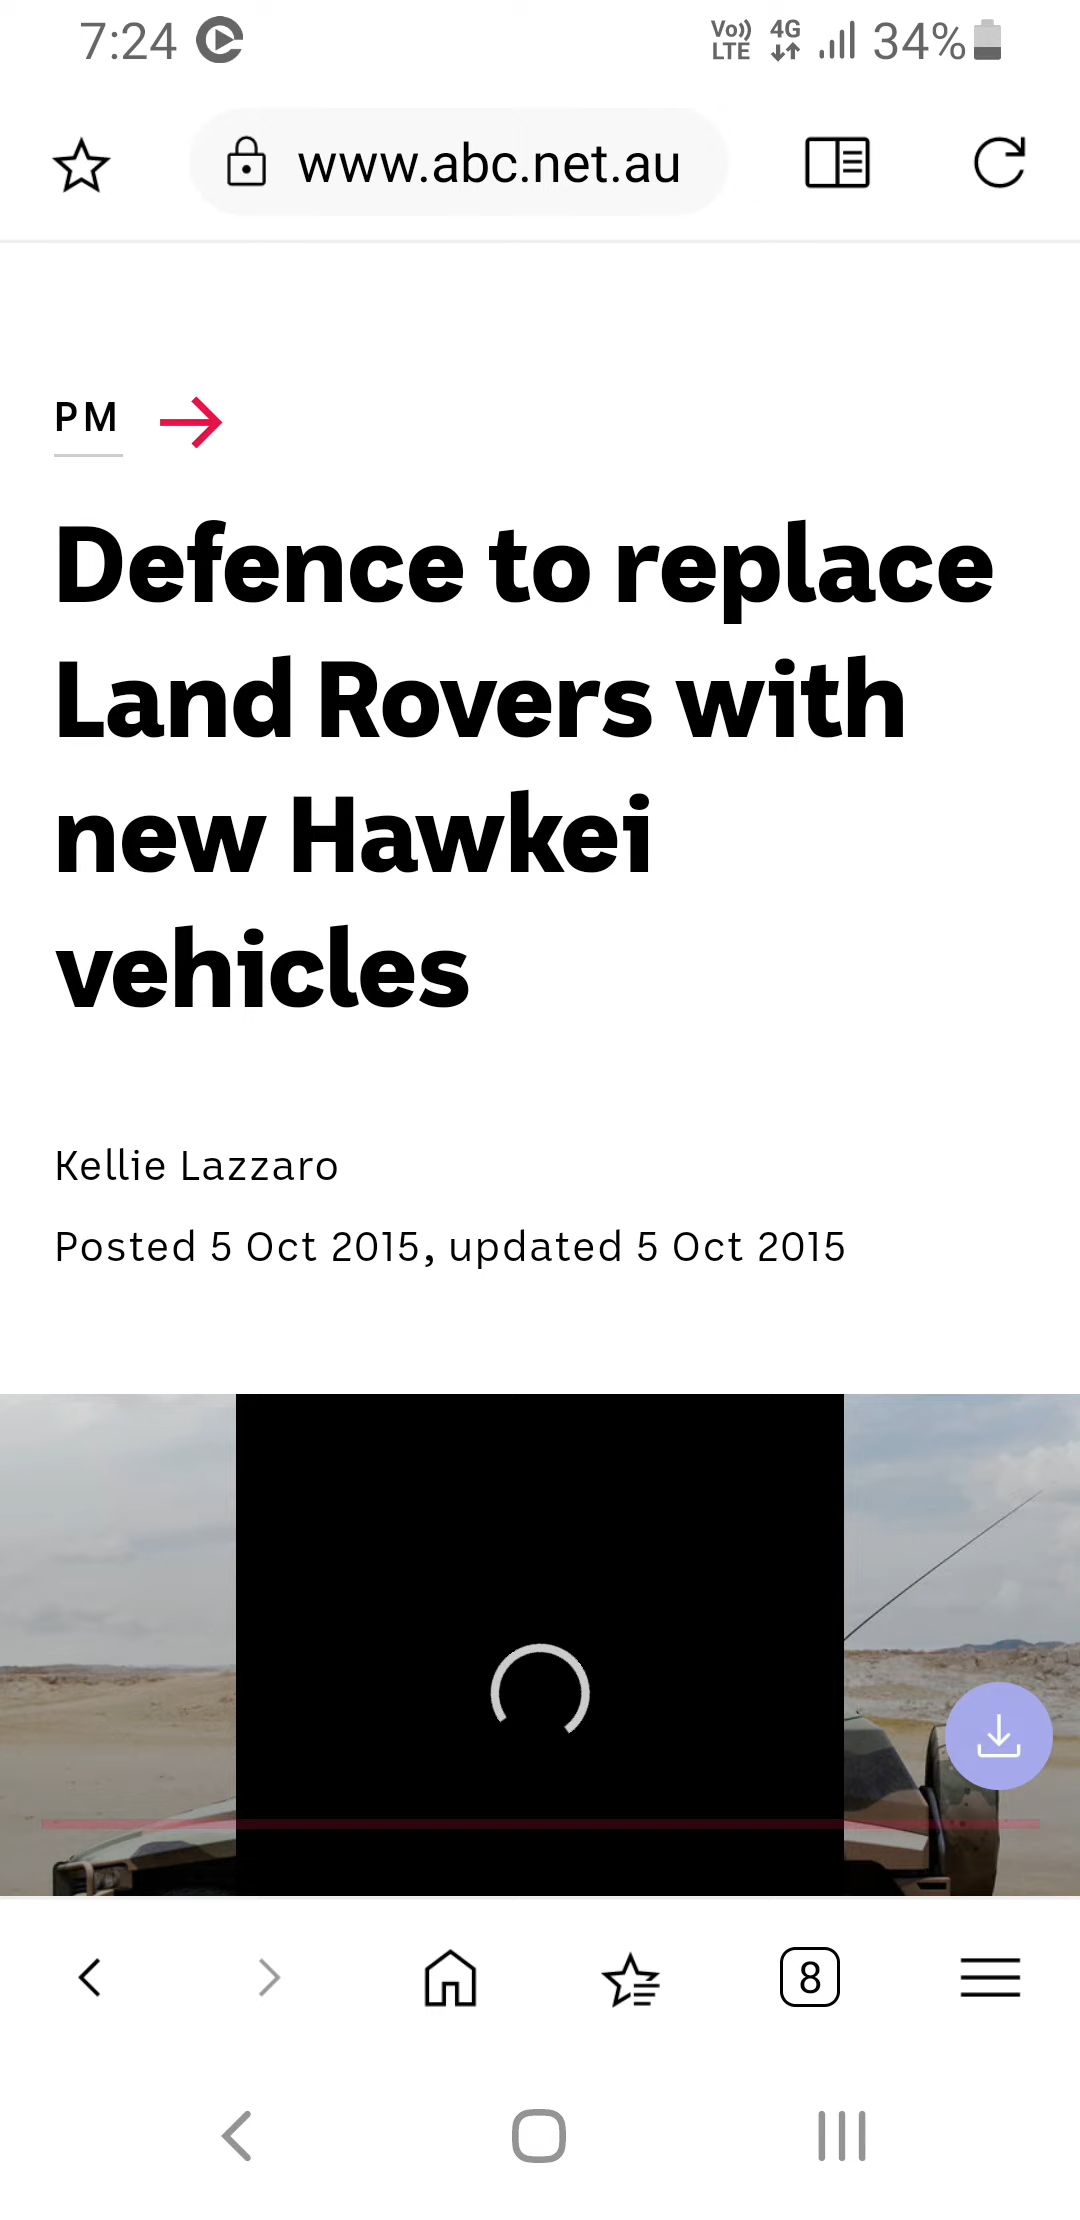 7:24 Vo)) LTE 4G 34%
www.abc.net.au
PM
Defence to replace
Land Rovers with
new Hawkei
vehicles
Kellie Lazzaro
Posted 5 Oct 2015, updated 5 Oct 2015
8